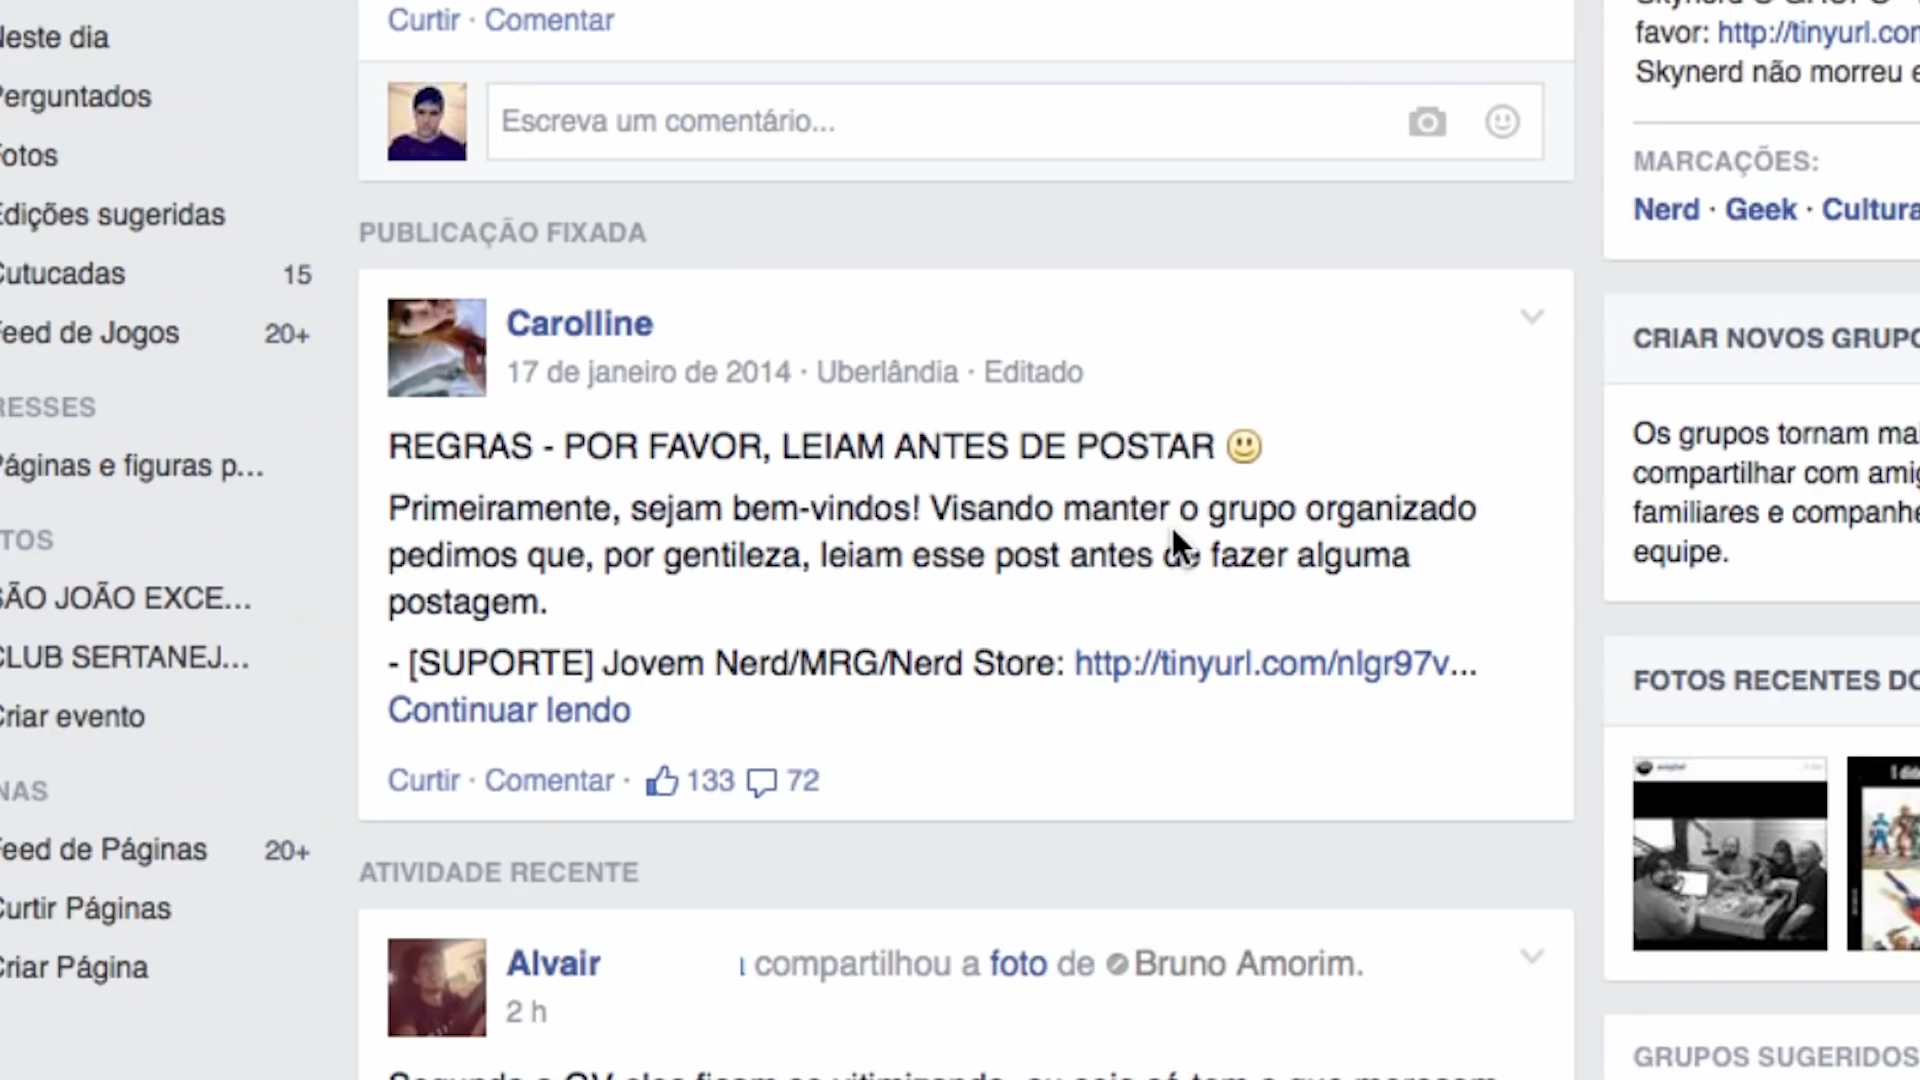 Neste dia
Perguntados
Fotos
Edições sugeridas
Cutucadas 15
Feed de Jogos 20+
RESSES
Páginas e figuras p...
TOS
SÃO JOÃO EXCE...
CLUB SERTANEJ...
Criar evento
NAS
Feed de Páginas 20+
Curtir Páginas
Criar Página
Curtir · Comentar
Escreva um comentário...
PUBLICAÇÃO FIXADA
Carolline
17 de janeiro de 2014 · Uberlândia · Editado
REGRAS - POR FAVOR, LEIAM ANTES DE POSTAR
Primeiramente, sejam bem-vindos! Visando manter o grupo organizado
pedimos que, por gentileza, leiam esse post antes de fazer alguma
postagem.
- [SUPORTE] Jovem Nerd/MRG/Nerd Store: http://tinyurl.com/nlgr97v...
Continuar lendo
Curtir · Comentar · 133 72
ATIVIDADE RECENTE
Alvair compartilhou a foto de Bruno Amorim.
2 h
favor: http://tinyurl.com
Skynerd não morreu e
MARCAÇÕES:
Nerd · Geek · Cultura
CRIAR NOVOS GRUPO
Os grupos tornam mai
compartilhar com amig
familiares e companhe
equipe.
FOTOS RECENTES DO
GRUPOS SUGERIDOS